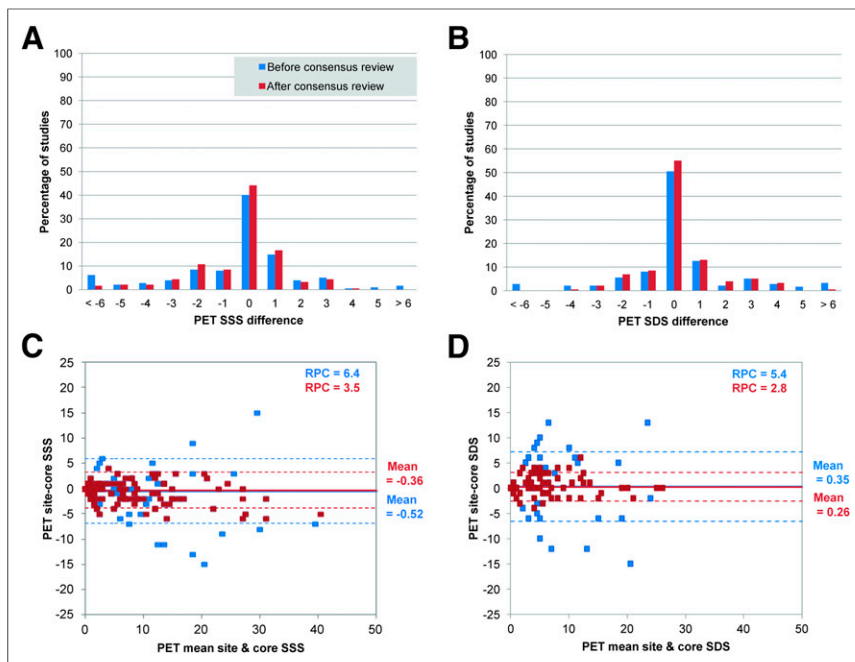 A
100
90
80
70
60
50
40
30
20
10
0
Percentage of studies
Before consensus review
After consensus review
< -6 -5 -4 -3 -2 -1 0 1 2 3 4 5 > 6
PET SSS difference
B
100
90
80
70
60
50
40
30
20
10
0
Percentage of studies
< -6 -5 -4 -3 -2 -1 0 1 2 3 4 5 > 6
PET SDS difference
C
25
20
15
10
5
0
-5
-10
-15
-20
-25
PET site-core SSS
RPC = 6.4
RPC = 3.5
Mean
= -0.36
Mean
= -0.52
0 10 20 30 40 50
PET mean site & core SSS
D
25
20
15
10
5
0
-5
-10
-15
-20
-25
PET site-core SDS
RPC = 5.4
RPC = 2.8
Mean
= 0.35
Mean
= 0.26
0 10 20 30 40 50
PET mean site & core SDS